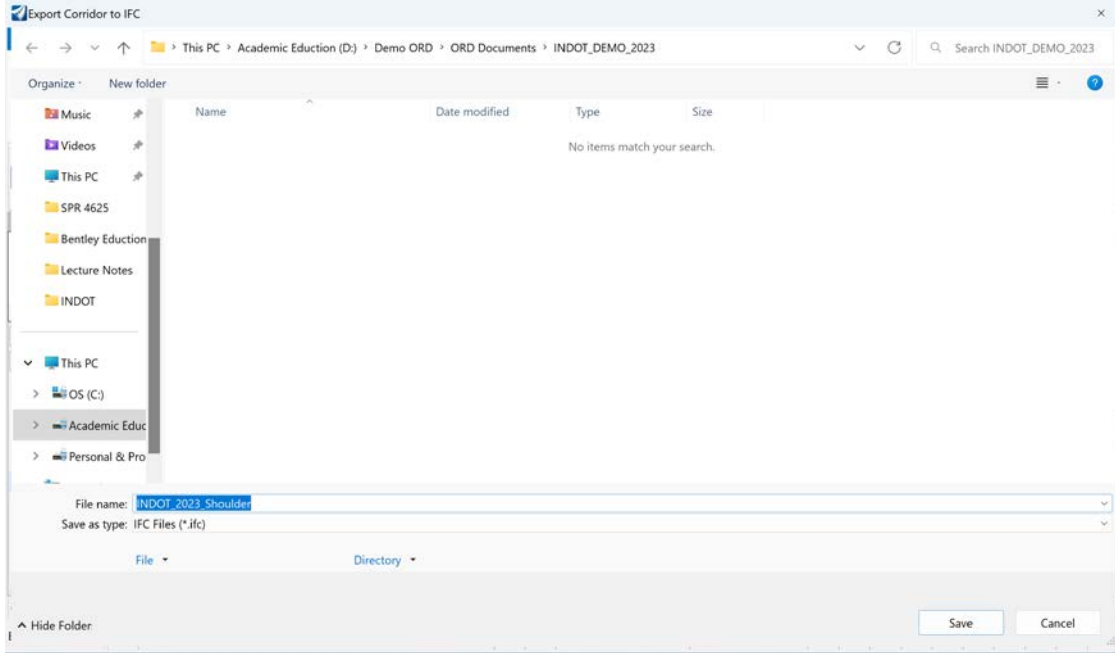 Export Corridor to IFC
This PC > Academic Eduction (D:) > Demo ORD > ORD Documents > INDOT_DEMO_2023
Search INDOT_DEMO_2023
Organize
New folder
Name Date modified Type Size
No items match your search.
Music
Videos
This PC
SPR 4625
Bentley Eduction
Lecture Notes
INDOT
This PC
OS (C:)
Academic Educ
Personal & Pro
File name: INDOT_2023_Shoulder
Save as type: IFC Files (*.ifc)
File Directory
Hide Folder
Save Cancel